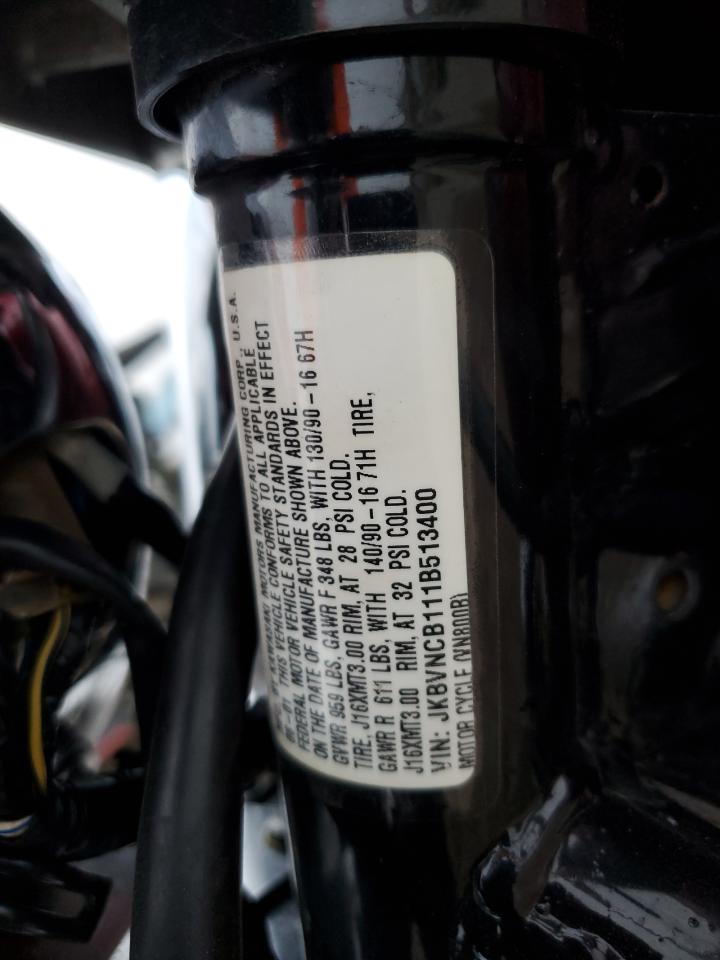 BY KAWASAKI MOTORS MANUFACTURING CORP., U.S.A.
THIS VEHICLE CONFORMS TO ALL APPLICABLE
FEDERAL MOTOR VEHICLE SAFETY STANDARDS IN EFFECT
ON THE DATE OF MANUFACTURE SHOWN ABOVE.
GVWR 959 LBS, GAWR F 348 LBS, WITH 130/90-16 67H
TIRE, J16XMT3.00 RIM, AT 28 PSI COLD.
GAWR R 611 LBS, WITH 140/90-16 71H TIRE,
J16XMT3.00 RIM, AT 32 PSI COLD.
VIN: JKBVNCB111B513400
MOTOR CYCLE (VN800B)